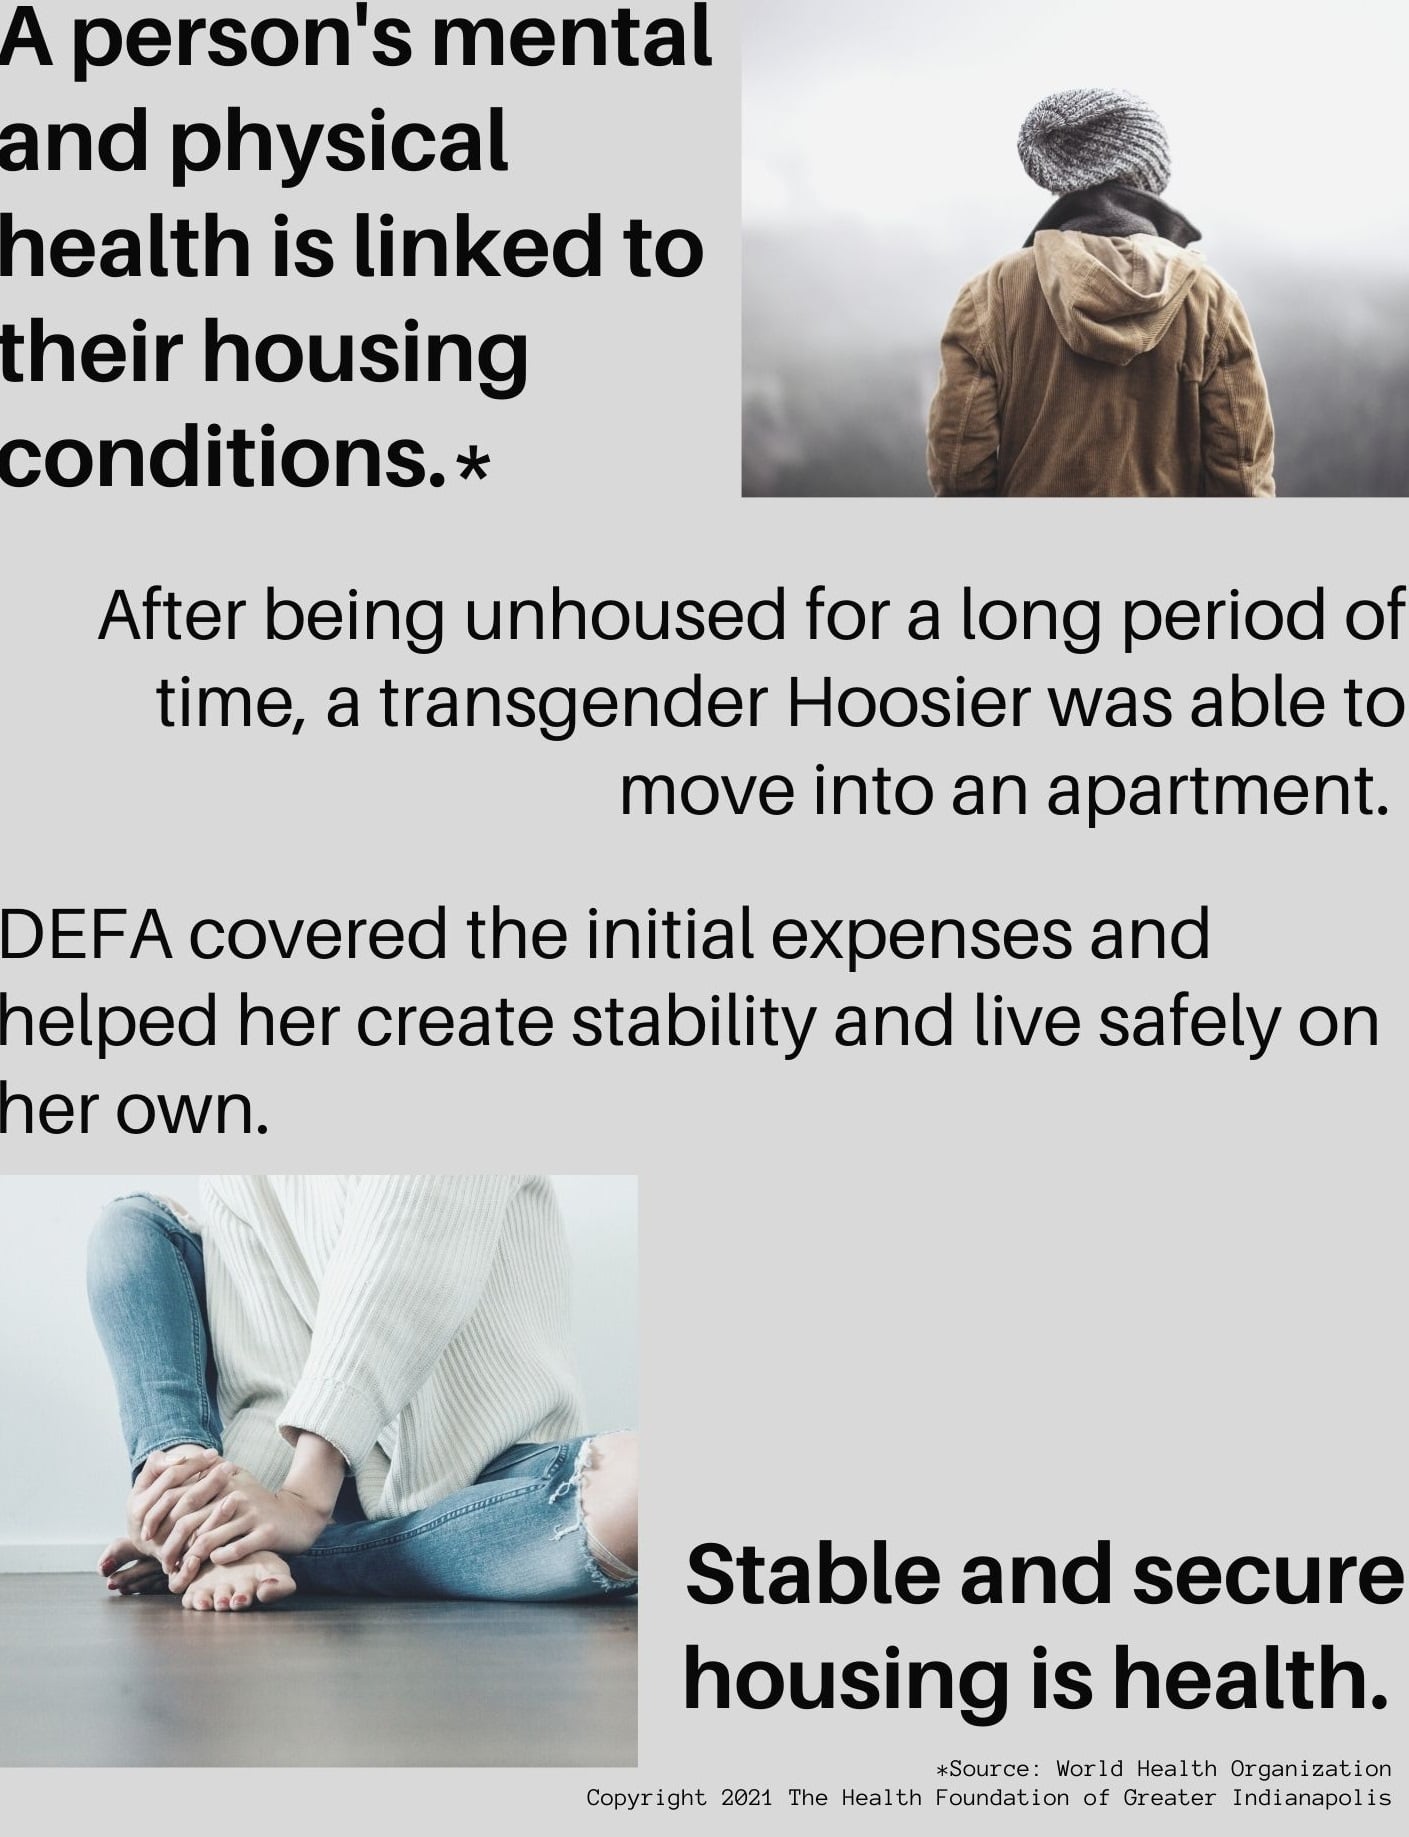 A person's mental
and physical
health is linked to
their housing
conditions.*
After being unhoused for a long period of
time, a transgender Hoosier was able to
move into an apartment.
DEFA covered the initial expenses and
helped her create stability and live safely on
her own.
Stable and secure
housing is health.
*Source: World Health Organization
Copyright 2021 The Health Foundation of Greater Indianapolis